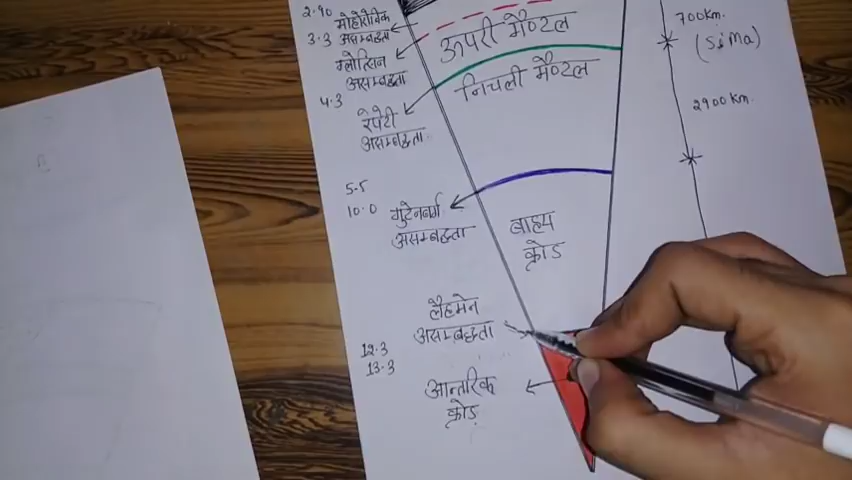 2.90 मोहोरोविक
3.3 असम्बद्धता
ग्लोत्सिन
असम्बद्धता
4.3
रेपेटी
असम्बद्धता
5.5
10.0 गुटेनबर्ग
असम्बद्धता
लैहमेन
असम्बद्धता
12.3
13.3
आन्तरिक
क्रोड़
ऊपरी मैण्टल
निचली मैण्टल
बाह्य
क्रोड
700km.
(SiMa)
2900 km.